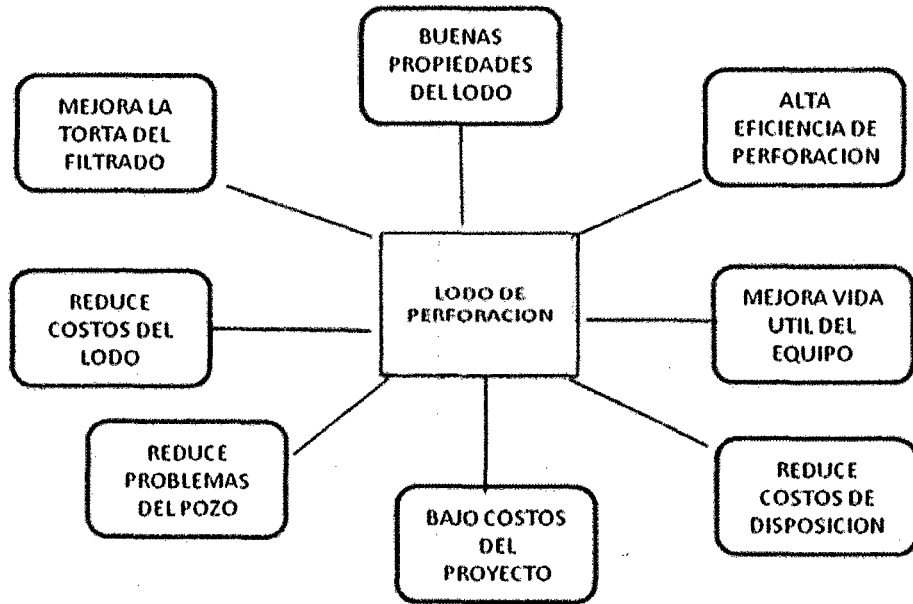 BUENAS
PROPIEDADES
DEL LODO
MEJORA LA
TORTA DEL
FILTRADO
ALTA
EFICIENCIA DE
PERFORACION
LODO DE
PERFORACION
REDUCE
COSTOS DEL
LODO
MEJORA VIDA
UTIL DEL
EQUIPO
REDUCE
PROBLEMAS
DEL POZO
BAJO COSTOS
DEL
PROYECTO
REDUCE
COSTOS DE
DISPOSICION